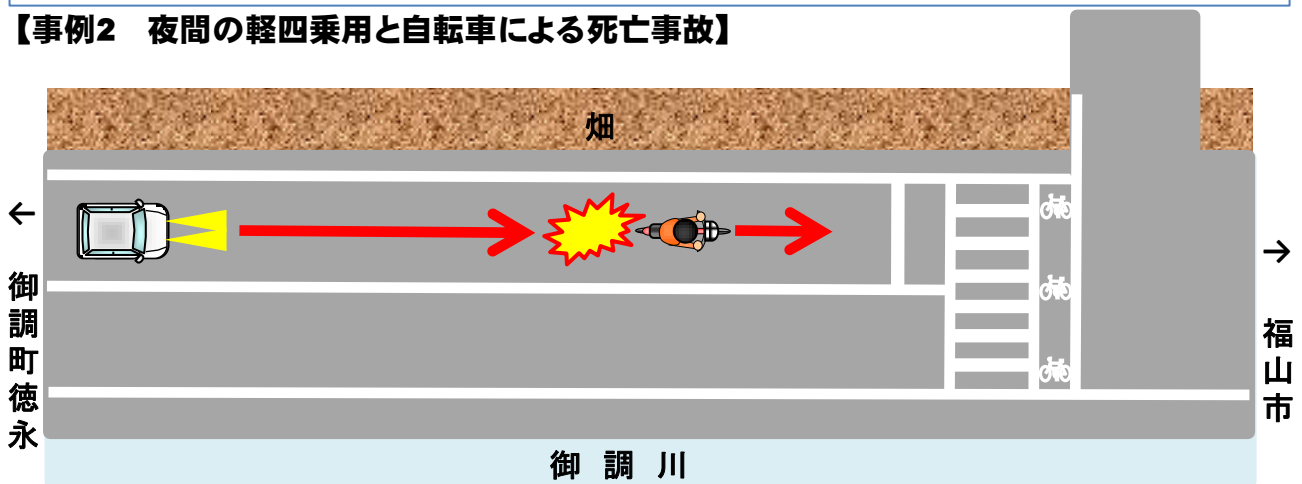 【事例2 夜間の軽四乗用と自転車による死亡事故】
畑
←
御調町徳永
→
福山市
御調川